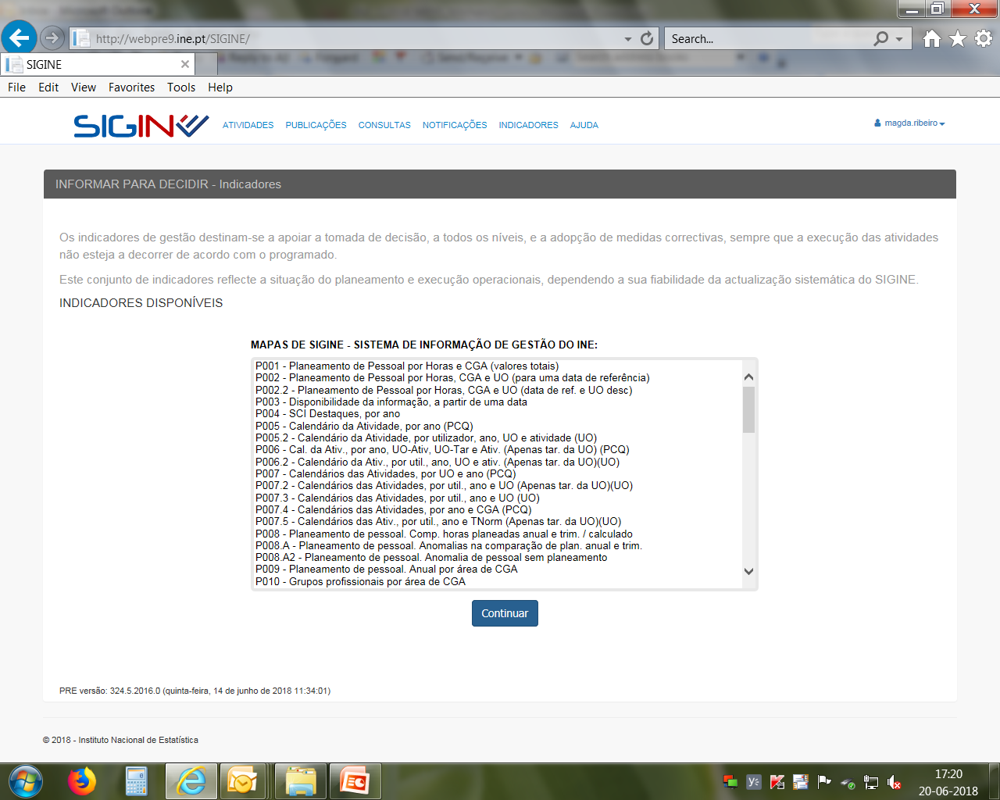 http://webpre9.ine.pt/SIGINE/
Search...
SIGINE
File Edit View Favorites Tools Help
SIGINE
ATIVIDADES PUBLICAÇÕES CONSULTAS NOTIFICAÇÕES INDICADORES AJUDA
magda.ribeiro
INFORMAR PARA DECIDIR - Indicadores
Os indicadores de gestão destinam-se a apoiar a tomada de decisão, a todos os níveis, e a adopção de medidas correctivas, sempre que a execução das atividades
não esteja a decorrer de acordo com o programado.
Este conjunto de indicadores reflecte a situação do planeamento e execução operacionais, dependendo a sua fiabilidade da actualização sistemática do SIGINE.
INDICADORES DISPONÍVEIS
MAPAS DE SIGINE - SISTEMA DE INFORMAÇÃO DE GESTÃO DO INE:
P001 - Planeamento de Pessoal por Horas e CGA (valores totais)
P002 - Planeamento de Pessoal por Horas, CGA e UO (para uma data de referência)
P002.2 - Planeamento de Pessoal por Horas, CGA e UO (data de ref. e UO desc)
P003 - Disponibilidade da informação, a partir de uma data
P004 - SCI Destaques, por ano
P005 - Calendário da Atividade, por ano (PCQ)
P005.2 - Calendário da Atividade, por utilizador, ano, UO e atividade (UO)
P006 - Cal. da Ativ., por ano, UO-Ativ, UO-Tar e Ativ. (Apenas tar. da UO) (PCQ)
P006.2 - Calendário da Ativ., por util., ano, UO e ativ. (Apenas tar. da UO)(UO)
P007 - Calendários das Atividades, por UO e ano (PCQ)
P007.2 - Calendários das Atividades, por util., ano e UO (Apenas tar. da UO)(UO)
P007.3 - Calendários das Atividades, por util., ano e UO (UO)
P007.4 - Calendários das Atividades, por ano e CGA (PCQ)
P007.5 - Calendários das Ativ., por util., ano e TNorm (Apenas tar. da UO)(UO)
P008 - Planeamento de pessoal. Comp. horas planeadas anual e trim. / calculado
P008.A - Planeamento de pessoal. Anomalias na comparação de plan. anual e trim.
P008.A2 - Planeamento de pessoal. Anomalia de pessoal sem planeamento
P009 - Planeamento de pessoal. Anual por área de CGA
P010 - Grupos profissionais por área de CGA
Continuar
PRE versão: 324.5.2016.0 (quinta-feira, 14 de junho de 2018 11:34:01)
© 2018 - Instituto Nacional de Estatística
17:20
20-06-2018